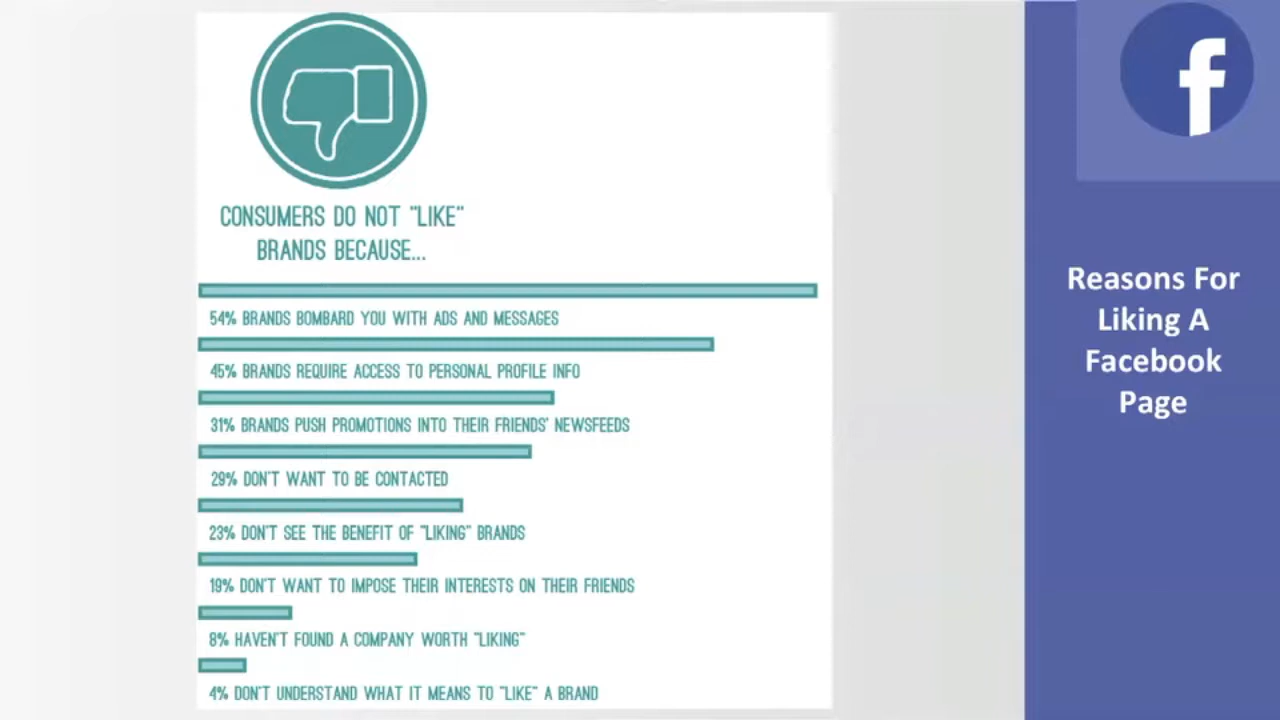 CONSUMERS DO NOT "LIKE"
BRANDS BECAUSE...
54% BRANDS BOMBARD YOU WITH ADS AND MESSAGES
45% BRANDS REQUIRE ACCESS TO PERSONAL PROFILE INFO
31% BRANDS PUSH PROMOTIONS INTO THEIR FRIENDS' NEWSFEEDS
29% DON'T WANT TO BE CONTACTED
23% DON'T SEE THE BENEFIT OF "LIKING" BRANDS
19% DON'T WANT TO IMPOSE THEIR INTERESTS ON THEIR FRIENDS
8% HAVEN'T FOUND A COMPANY WORTH "LIKING"
4% DON'T UNDERSTAND WHAT IT MEANS TO "LIKE" A BRAND
f
Reasons For
Liking A
Facebook
Page